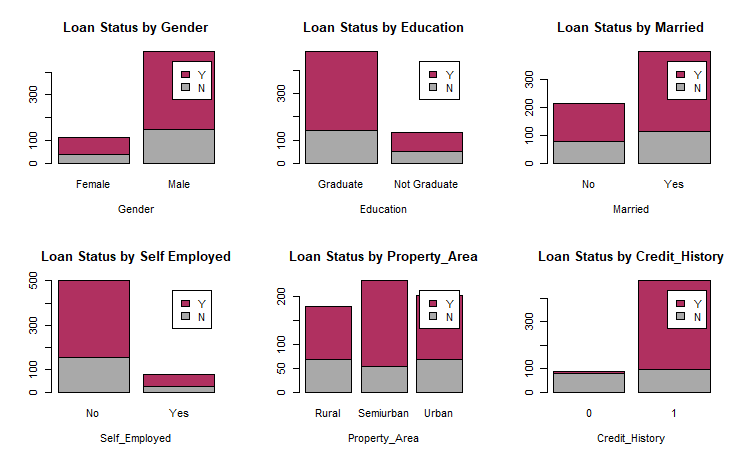 Loan Status by Gender
Y
N
0
100
300
Female Male
Gender
Loan Status by Education
Y
N
0
100
300
Graduate Not Graduate
Education
Loan Status by Married
Y
N
0
100
200
300
No Yes
Married
Loan Status by Self Employed
Y
N
0
100
300
500
No Yes
Self_Employed
Loan Status by Property_Area
Y
N
0
50
100
200
Rural Semiurban Urban
Property_Area
Loan Status by Credit_History
Y
N
0
100
300
0 1
Credit_History